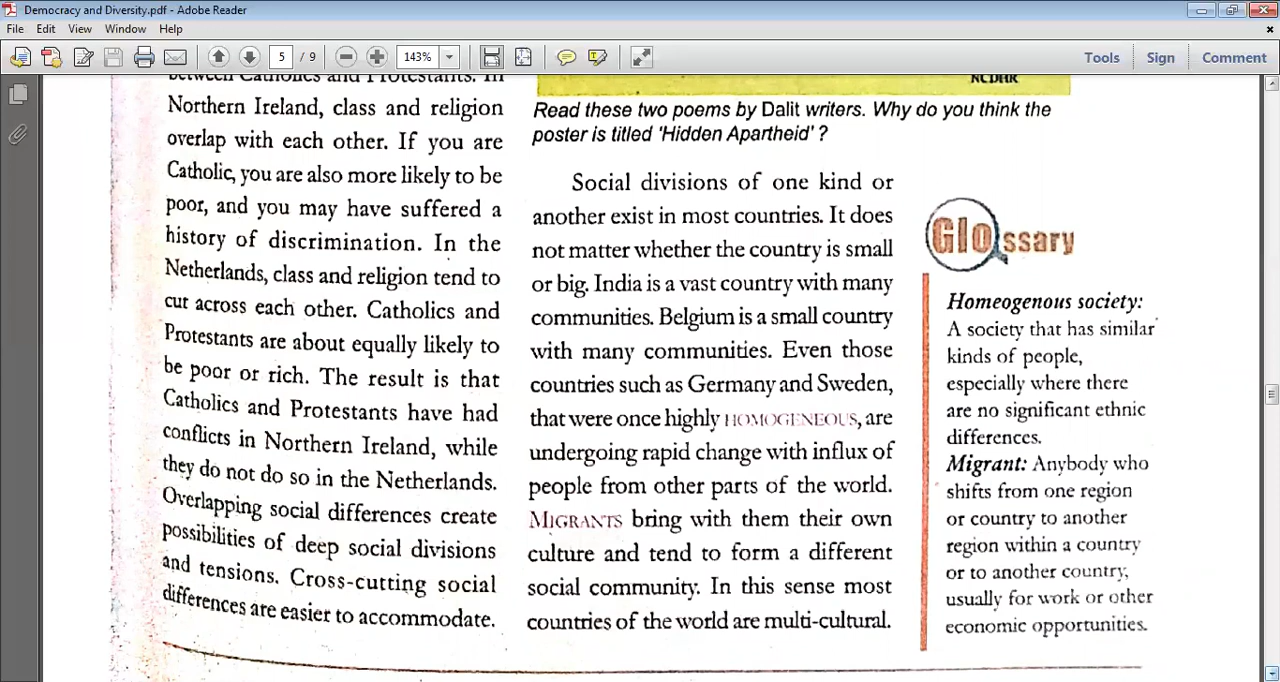 Democracy and Diversity.pdf - Adobe Reader
File Edit View Window Help
5 / 9 143% Tools Sign Comment
between Catholics and Protestants. In
Northern Ireland, class and religion
overlap with each other. If you are
Catholic, you are also more likely to be
poor, and you may have suffered a
history of discrimination. In the
Netherlands, class and religion tend to
cut across each other. Catholics and
Protestants are about equally likely to
be poor or rich. The result is that
Catholics and Protestants have had
conflicts in Northern Ireland, while
they do not do so in the Netherlands.
Overlapping social differences create
possibilities of deep social divisions
and tensions. Cross-cutting social
differences are easier to accommodate.
NCDHR
Read these two poems by Dalit writers. Why do you think the
poster is titled 'Hidden Apartheid'?
Social divisions of one kind or
another exist in most countries. It does
not matter whether the country is small
or big. India is a vast country with many
communities. Belgium is a small country
with many communities. Even those
countries such as Germany and Sweden,
that were once highly HOMOGENEOUS, are
undergoing rapid change with influx of
people from other parts of the world.
MIGRANTS bring with them their own
culture and tend to form a different
social community. In this sense most
countries of the world are multi-cultural.
Glossary
Homeogenous society:
A society that has similar
kinds of people,
especially where there
are no significant ethnic
differences.
Migrant: Anybody who
shifts from one region
or country to another
region within a country
or to another country,
usually for work or other
economic opportunities.